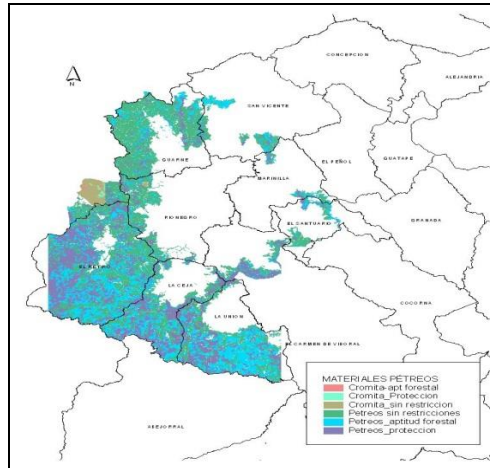 CONCEPCION
ALEJANDRIA
N
SAN VICENTE
GUARNE
EL PEÑOL
GUATAPE
MARINILLA
RIONEGRO
EL SANTUARIO
GRANADA
EL RETIRO
LA CEJA
COCORNA
LA UNION
EL CARMEN DE VIBORAL
ABEJORRAL
MATERIALES PÉTREOS
Cromita-apt forestal
Cromita_Proteccion
Cromita_sin restriccion
Petreos sin restricciones
Petreos_aptitud forestal
Petreos_proteccion